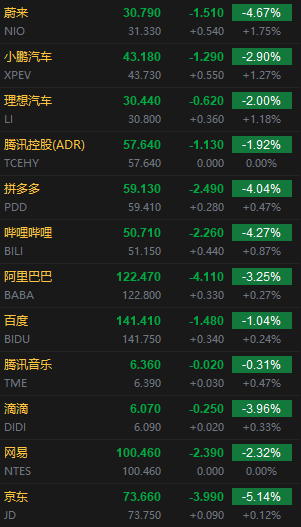 蔚来 30.790 -1.510 -4.67%
NIO 31.330 +0.540 +1.75%
小鹏汽车 43.180 -1.290 -2.90%
XPEV 43.730 +0.550 +1.27%
理想汽车 30.440 -0.620 -2.00%
LI 30.800 +0.360 +1.18%
腾讯控股(ADR) 57.640 -1.130 -1.92%
TCEHY 57.640 0.000 0.00%
拼多多 59.130 -2.490 -4.04%
PDD 59.410 +0.280 +0.47%
哔哩哔哩 50.710 -2.260 -4.27%
BILI 51.150 +0.440 +0.87%
阿里巴巴 122.470 -4.110 -3.25%
BABA 122.800 +0.330 +0.27%
百度 141.410 -1.480 -1.04%
BIDU 141.750 +0.340 +0.24%
腾讯音乐 6.360 -0.020 -0.31%
TME 6.390 +0.030 +0.47%
滴滴 6.070 -0.250 -3.96%
DIDI 6.090 +0.020 +0.33%
网易 100.460 -2.390 -2.32%
NTES 100.460 0.000 0.00%
京东 73.660 -3.990 -5.14%
JD 73.750 +0.090 +0.12%